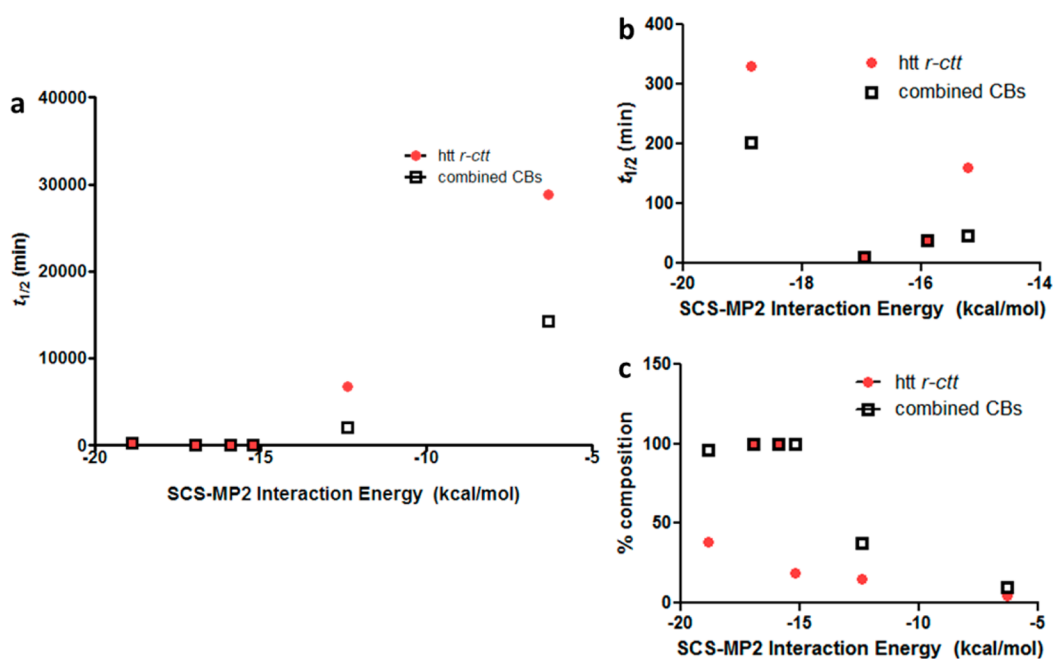 a
40000
30000
20000
10000
0
t1/2 (min)
htt r-ctt
combined CBs
-20
-15
-10
-5
SCS-MP2 Interaction Energy (kcal/mol)
b
400
300
200
100
0
t1/2 (min)
htt r-ctt
combined CBs
-20
-18
-16
-14
SCS-MP2 Interaction Energy (kcal/mol)
c
150
100
50
0
% composition
htt r-ctt
combined CBs
-20
-15
-10
-5
SCS-MP2 Interaction Energy (kcal/mol)